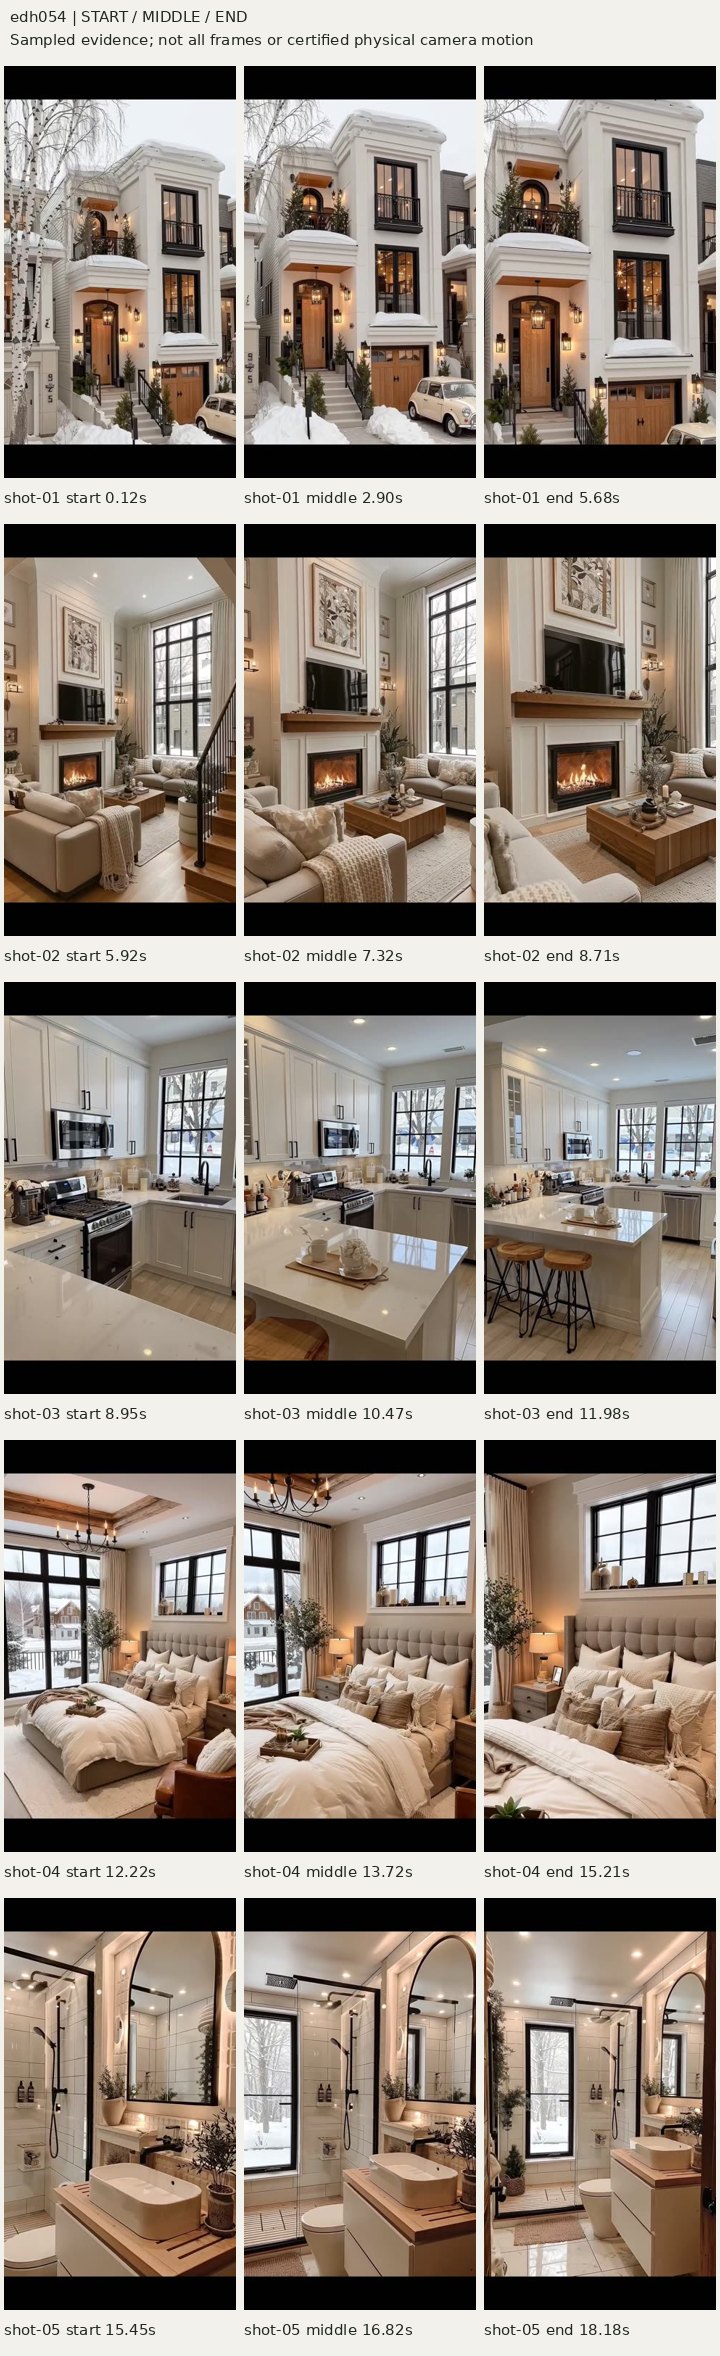 edh054 | START / MIDDLE / END
Sampled evidence; not all frames or certified physical camera motion
shot-01 start 0.12s
shot-01 middle 2.90s
shot-01 end 5.68s
shot-02 start 5.92s
shot-02 middle 7.32s
shot-02 end 8.71s
shot-03 start 8.95s
shot-03 middle 10.47s
shot-03 end 11.98s
shot-04 start 12.22s
shot-04 middle 13.72s
shot-04 end 15.21s
shot-05 start 15.45s
shot-05 middle 16.82s
shot-05 end 18.18s